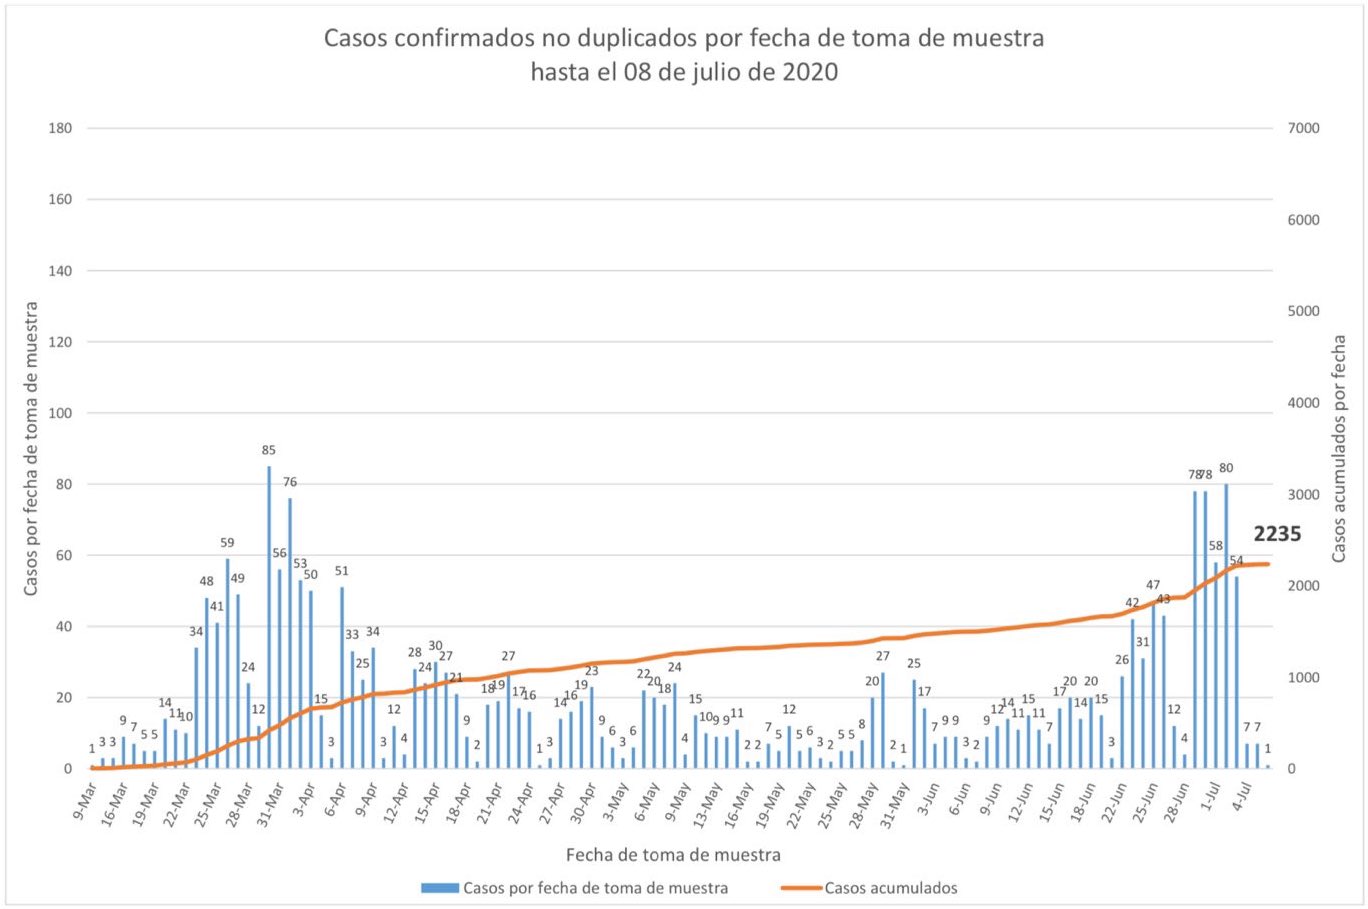 Casos confirmados no duplicados por fecha de toma de muestra
hasta el 08 de julio de 2020
Casos por fecha de toma de muestra
180
160
140
120
100
80
60
40
20
0
1 3 3 9 7 5 5 14 11 10 34 48 41 59 49 24 12 85 56 76 53 50 15 3 51 33 25 34 3 12 4 28 24 30 27 21 9 2 18 19 27 17 16 1 3 14 16 19 23 9 6 3 6 22 20 18 24 4 15 10 9 9 11 2 2 7 5 12 5 6 3 2 5 5 8 20 27 2 1 25 17 7 9 9 3 2 9 12 14 11 15 11 7 17 20 14 20 15 3 26 42 31 47 43 12 4 78 78 58 80 54 7 7 1
2235
7000
6000
5000
4000
3000
2000
1000
0
Casos acumulados por fecha
9-Mar 16-Mar 19-Mar 22-Mar 25-Mar 28-Mar 31-Mar 3-Apr 6-Apr 9-Apr 12-Apr 15-Apr 18-Apr 21-Apr 24-Apr 27-Apr 30-Apr 3-May 6-May 9-May 13-May 16-May 19-May 22-May 25-May 28-May 31-May 3-Jun 6-Jun 9-Jun 12-Jun 15-Jun 18-Jun 22-Jun 25-Jun 28-Jun 1-Jul 4-Jul
Fecha de toma de muestra
Casos por fecha de toma de muestra
Casos acumulados